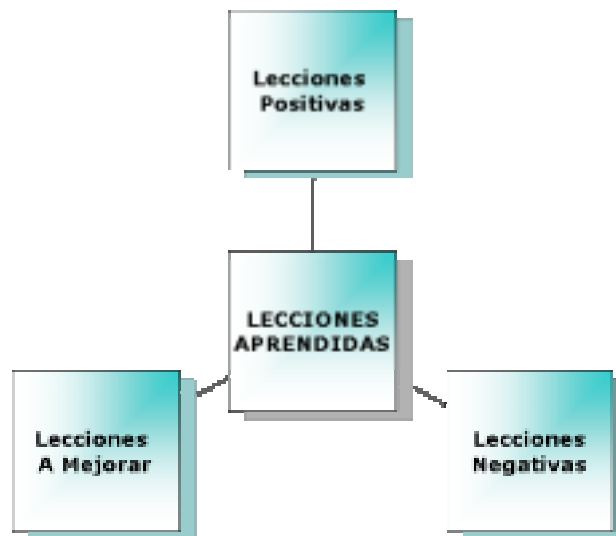 Lecciones
Positivas
LECCIONES
APRENDIDAS
Lecciones
A Mejorar
Lecciones
Negativas